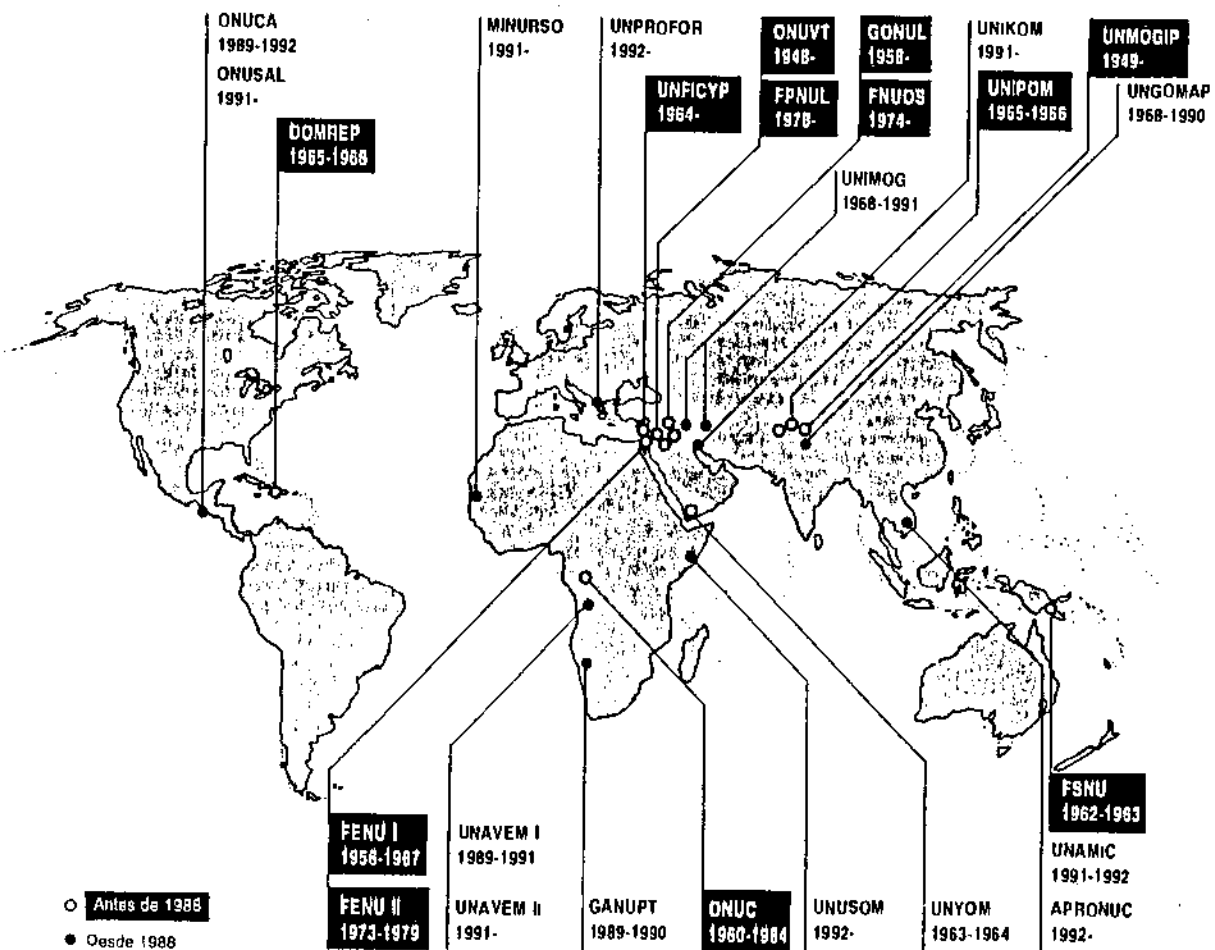 ONUCA
1989-1992
ONUSAL
1991-
DOMREP
1965-1966
MINURSO
1991-
UNPROFOR
1992-
UNFICYP
1964-
ONUVT
1948-
FPNUL
1978-
GONUL
1958-
FNUOS
1974-
UNIMOG
1968-1991
UNIKOM
1991-
UNIPOM
1965-1966
UNMOGIP
1949-
UNGOMAP
1968-1990
FENU I
1956-1967
FENU II
1973-1979
UNAVEM I
1989-1991
UNAVEM II
1991-
GANUPT
1989-1990
ONUC
1960-1964
UNUSOM
1992-
UNYOM
1963-1964
FSNU
1962-1963
UNAMIC
1991-1992
APRONUC
1992-
Antes de 1988
Desde 1988